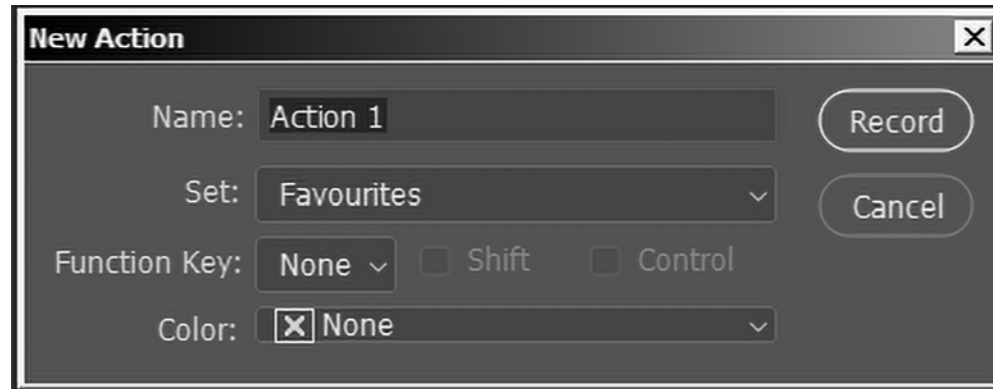 New Action
Name: Action 1
Record
Set: Favourites
Cancel
Function Key: None Shift Control
Color: None